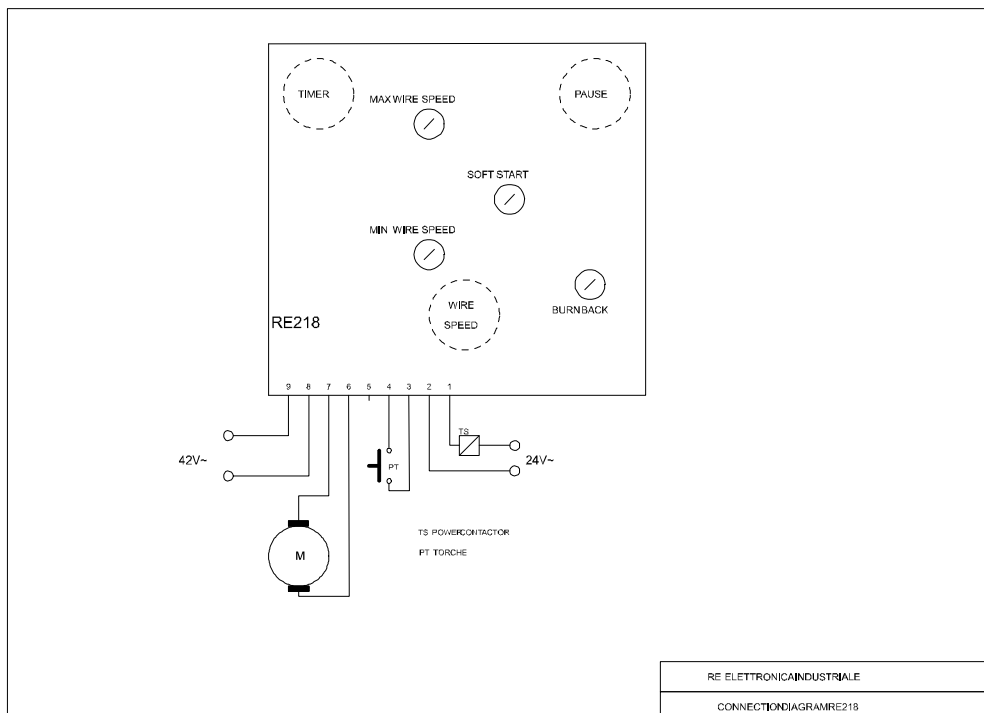 TIMER
PAUSE
MAX WIRE SPEED
SOFT START
MIN WIRE SPEED
WIRE
SPEED
BURNBACK
RE218
9 8 7 6 5 4 3 2 1
TS
42V~
PT
24V~
M
TS POWERCONTACTOR
PT TORCHE
RE ELETTRONICAINDUSTRIALE
CONNECTIONDIAGRAMRE218